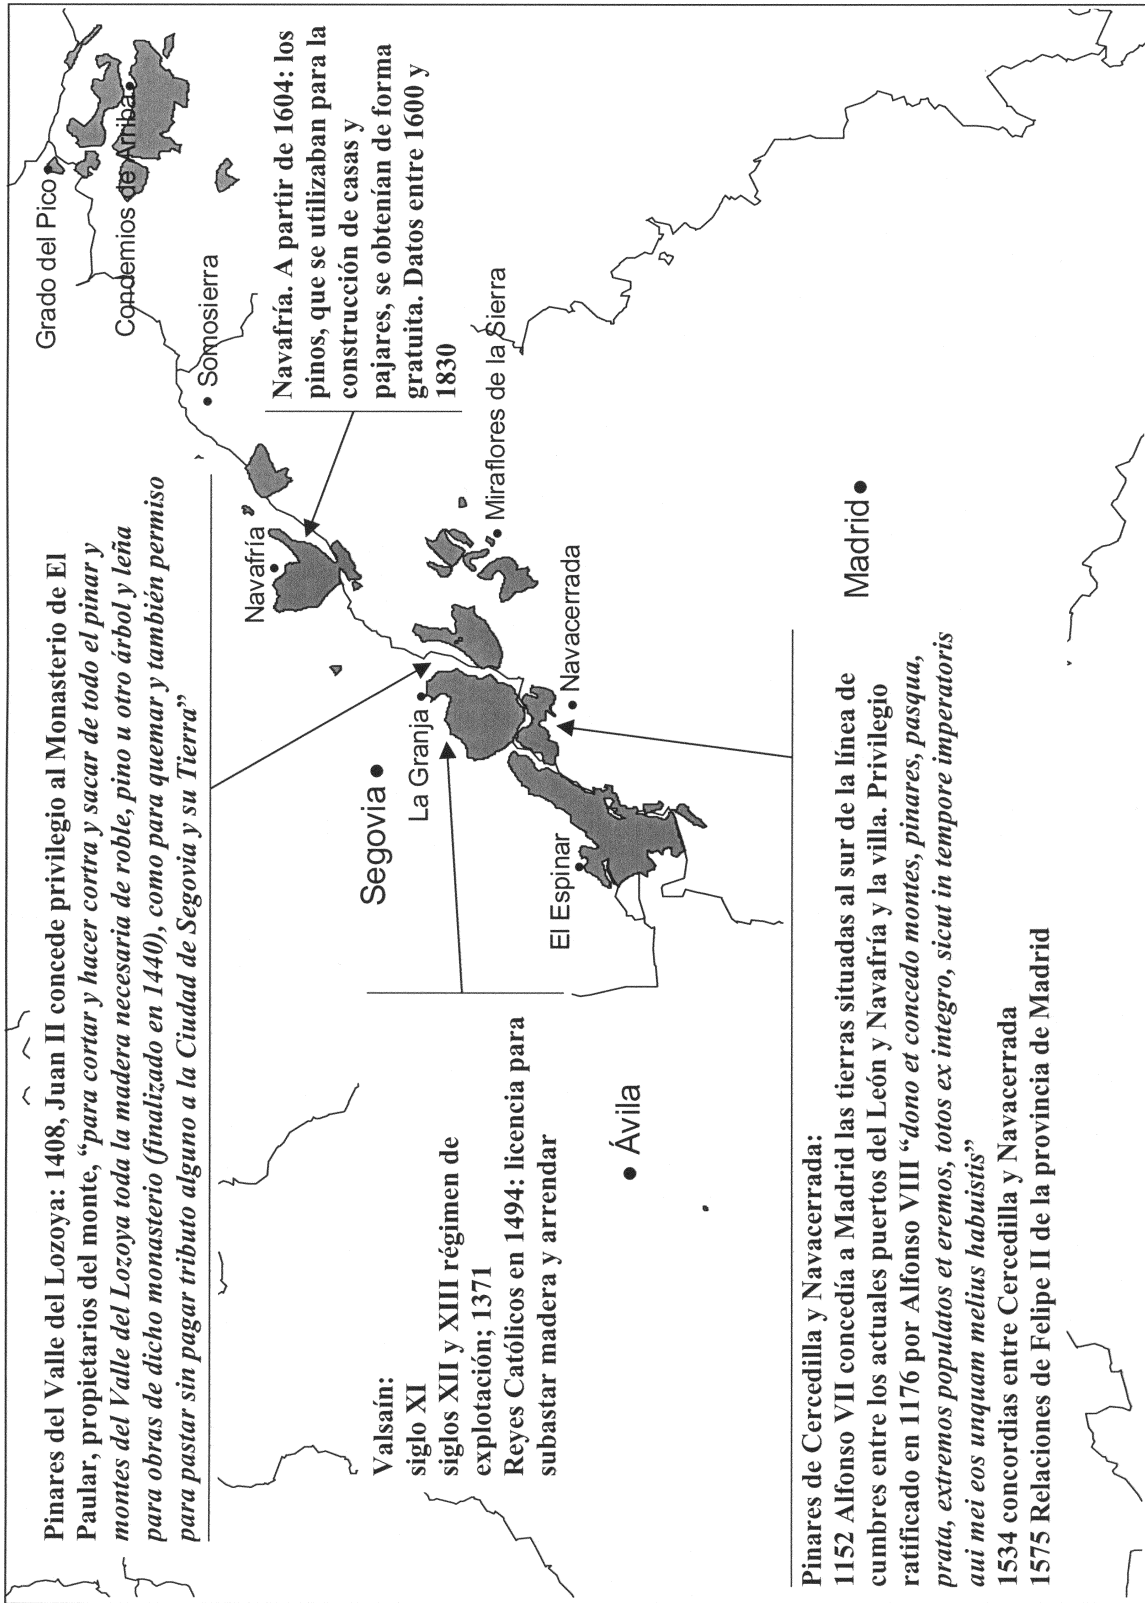 Pinares del Valle del Lozoya: 1408, Juan II concede privilegio al Monasterio de El
Paular, propietarios del monte, “para cortar y hacer cortra y sacar de todo el pinar y
montes del Valle del Lozoya toda la madera necesaria de roble, pino u otro árbol y leña
para obras de dicho monasterio (finalizado en 1440), como para quemar y también permiso
para pastar sin pagar tributo alguno a la Ciudad de Segovia y su Tierra”
Grado del Pico
Condemios de Arriba
Somosierra
Navafría. A partir de 1604: los
pinos, que se utilizaban para la
construcción de casas y
pajares, se obtenían de forma
gratuita. Datos entre 1600 y
1830
Navafría
Miraflores de la Sierra
Segovia
La Granja
Navacerrada
El Espinar
Madrid
Ávila
Valsaín:
siglo XI
siglos XII y XIII régimen de
explotación; 1371
Reyes Católicos en 1494: licencia para
subastar madera y arrendar
Pinares de Cercedilla y Navacerrada:
1152 Alfonso VII concedía a Madrid las tierras situadas al sur de la línea de
cumbres entre los actuales puertos del León y Navafría y la villa. Privilegio
ratificado en 1176 por Alfonso VIII “dono et concedo montes, pinares, pasqua,
prata, extremos populatos et eremos, totos ex integro, sicut in tempore imperatoris
aui mei eos unquam melius habuistis”
1534 concordias entre Cercedilla y Navacerrada
1575 Relaciones de Felipe II de la provincia de Madrid